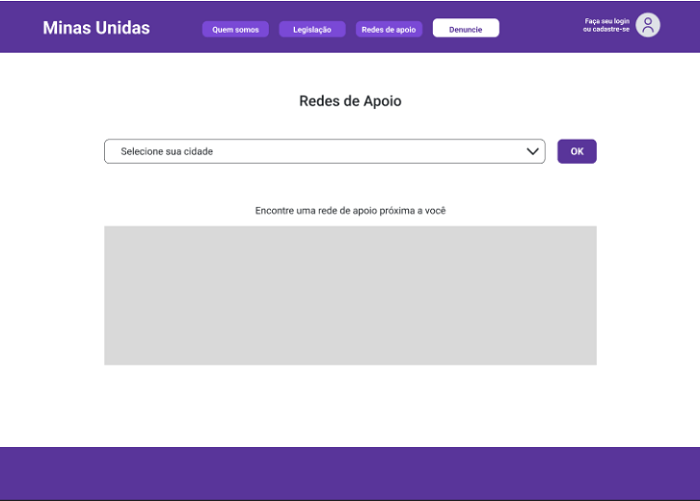 Minas Unidas
Quem somos
Legislação
Redes de apoio
Denuncie
Faça seu login
ou cadastre-se
Redes de Apoio
Selecione sua cidade
OK
Encontre uma rede de apoio próxima a você